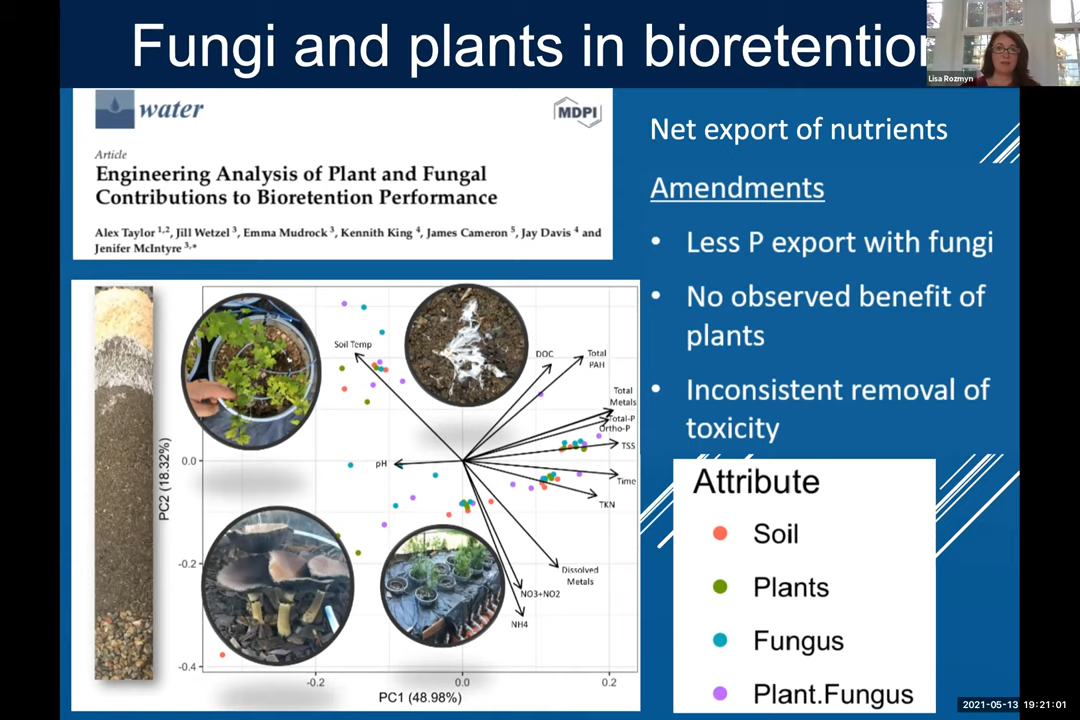 Fungi and plants in bioretention
Lisa Rozmyn
water
MDPI
Article
Engineering Analysis of Plant and Fungal
Contributions to Bioretention Performance
Alex Taylor 1,2, Jill Wetzel 3, Emma Mudrock 3, Kennith King 4, James Cameron 5, Jay Davis 4 and
Jenifer McIntyre 3,*
Net export of nutrients
Amendments
• Less P export with fungi
• No observed benefit of
plants
• Inconsistent removal of
toxicity
PC2 (18.32%)
0.0
-0.2
-0.4
Soil Temp
DOC
Total
PAH
Total
Metals
Total-P
Ortho-P
TSS
pH
Time
TKN
Dissolved
Metals
NO3+NO2
NH4
-0.2
0.0
0.2
PC1 (48.98%)
Attribute
Soil
Plants
Fungus
Plant.Fungus
2021-05-13 19:21:01